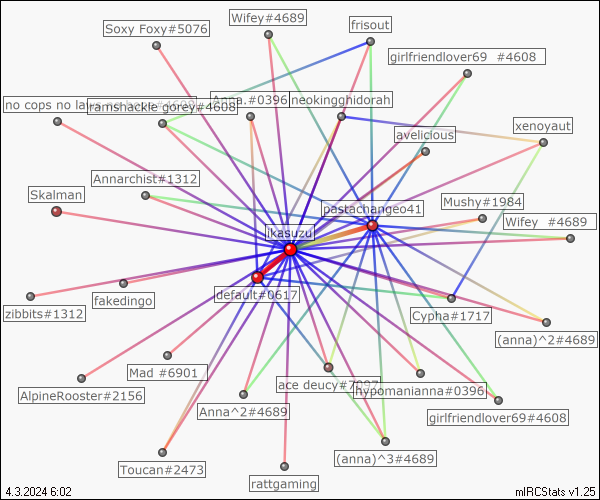 Wifey#4689
Soxy Foxy#5076
frisout
girlfriendlover69 #4608
no cops no
ramshackle gorey#4608
Anna.#0396
neokingghidorah
avelicious
xenoyaut
Annarchist#1312
Skalman
Mushy#1984
pastachange041
Wifey #4689
ikasuzu
default#0617
zibbits#1312
fakedingo
Cypha#1717
(anna)^2#4689
Mad #6901
AlpineRooster#2156
ace deucy#7097
hypomanianna#0396
Anna^2#4689
girlfriendlover69#4608
(anna)^3#4689
Toucan#2473
rattgaming
4.3.2024 6:02
mIRCStats v1.25